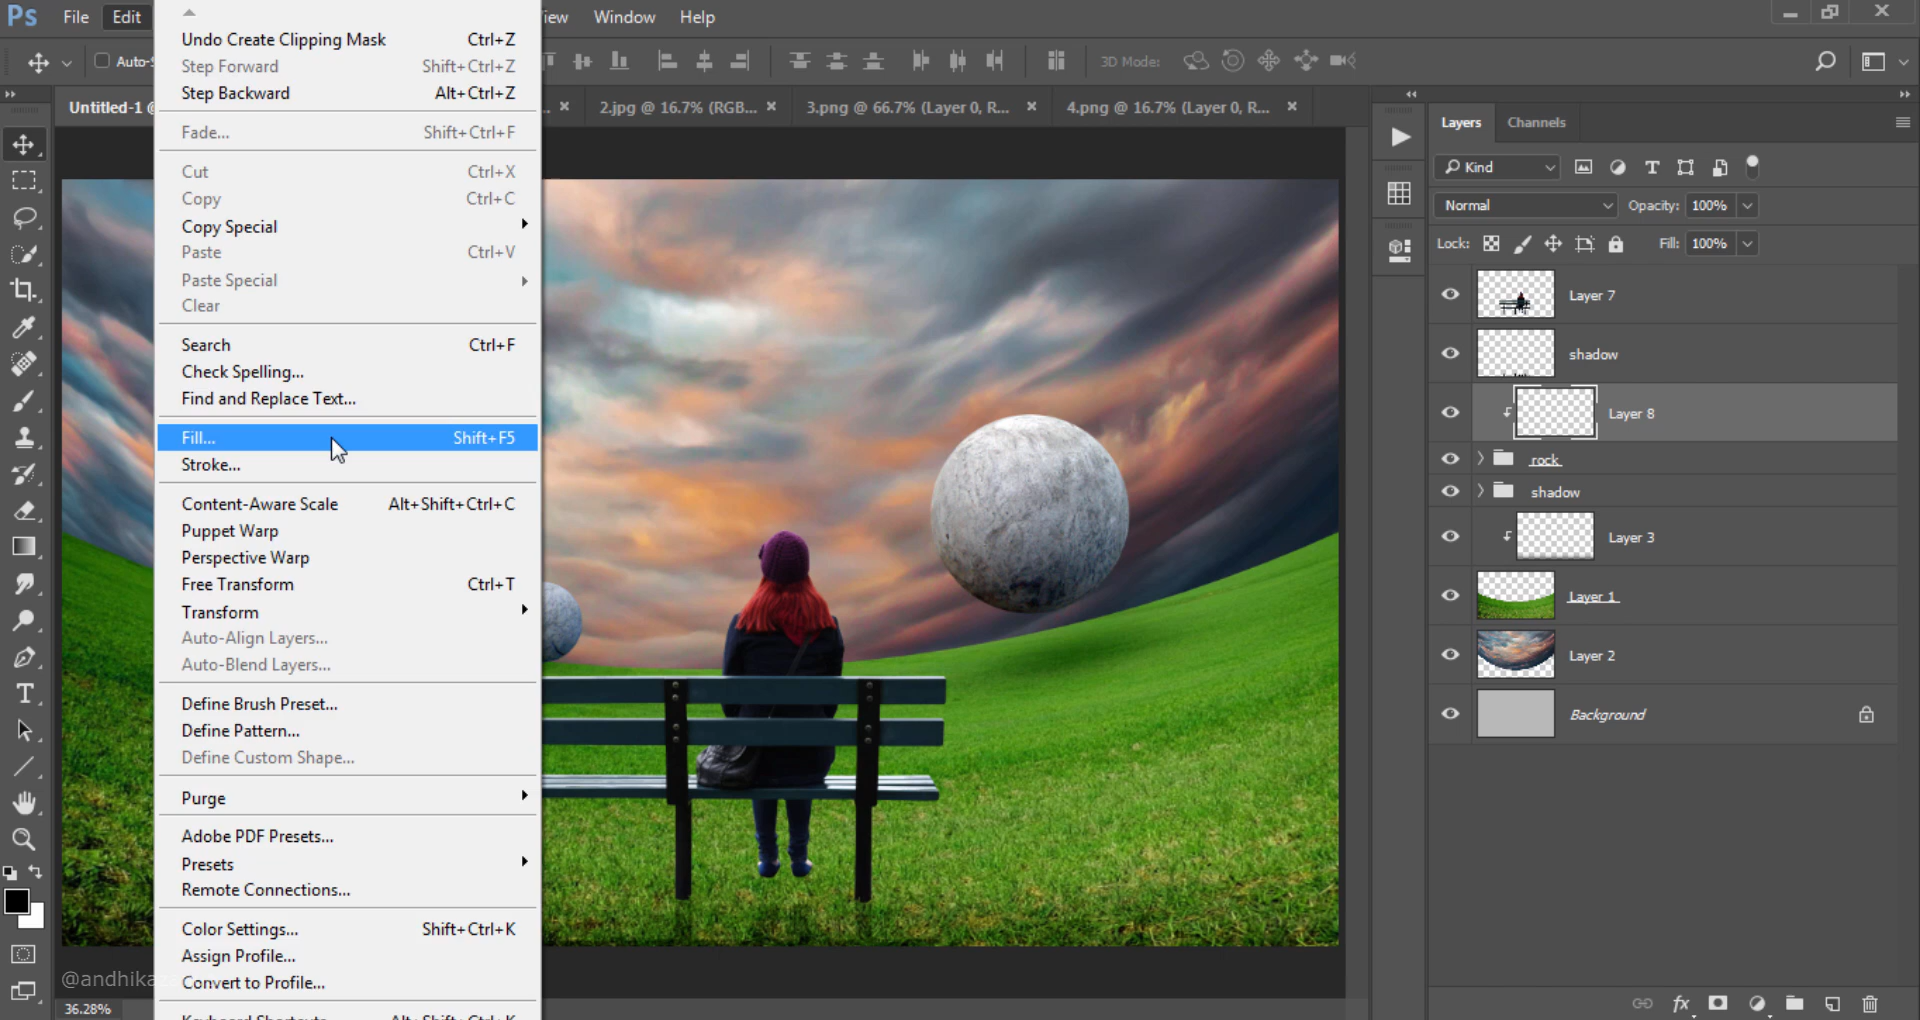 Ps File Edit iew Window Help
Auto-S 3D Mode:
Untitled-1 @ ... × 2.jpg @ 16.7% (RGB... × 3.png @ 66.7% (Layer 0, R... × 4.png @ 16.7% (Layer 0, R... ×
Undo Create Clipping Mask Ctrl+Z
Step Forward Shift+Ctrl+Z
Step Backward Alt+Ctrl+Z
Fade... Shift+Ctrl+F
Cut Ctrl+X
Copy Ctrl+C
Copy Special
Paste Ctrl+V
Paste Special
Clear
Search Ctrl+F
Check Spelling...
Find and Replace Text...
Fill... Shift+F5
Stroke...
Content-Aware Scale Alt+Shift+Ctrl+C
Puppet Warp
Perspective Warp
Free Transform Ctrl+T
Transform
Auto-Align Layers...
Auto-Blend Layers...
Define Brush Preset...
Define Pattern...
Define Custom Shape...
Purge
Adobe PDF Presets...
Presets
Remote Connections...
Color Settings... Shift+Ctrl+K
Assign Profile...
Convert to Profile...
Keyboard Shortcuts... Alt+Shift+Ctrl+K
@andhika
36.28%
Layers Channels
Kind
Normal Opacity: 100%
Lock: Fill: 100%
Layer 7
shadow
Layer 8
rock
shadow
Layer 3
Layer 1
Layer 2
Background
fx